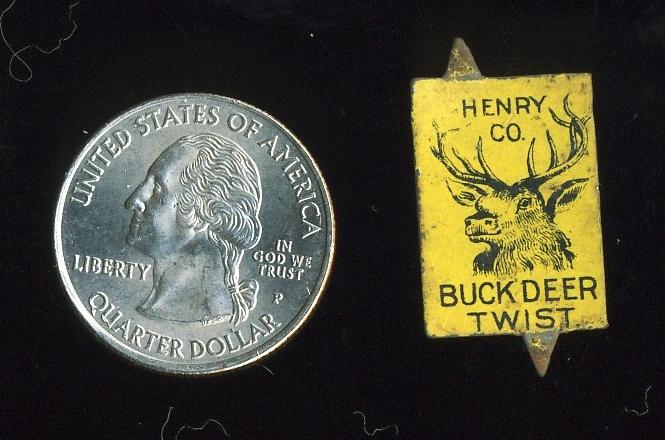 UNITED STATES OF AMERICA
LIBERTY
IN
GOD WE
TRUST
P
QUARTER DOLLAR
HENRY
CO.
BUCK DEER
TWIST